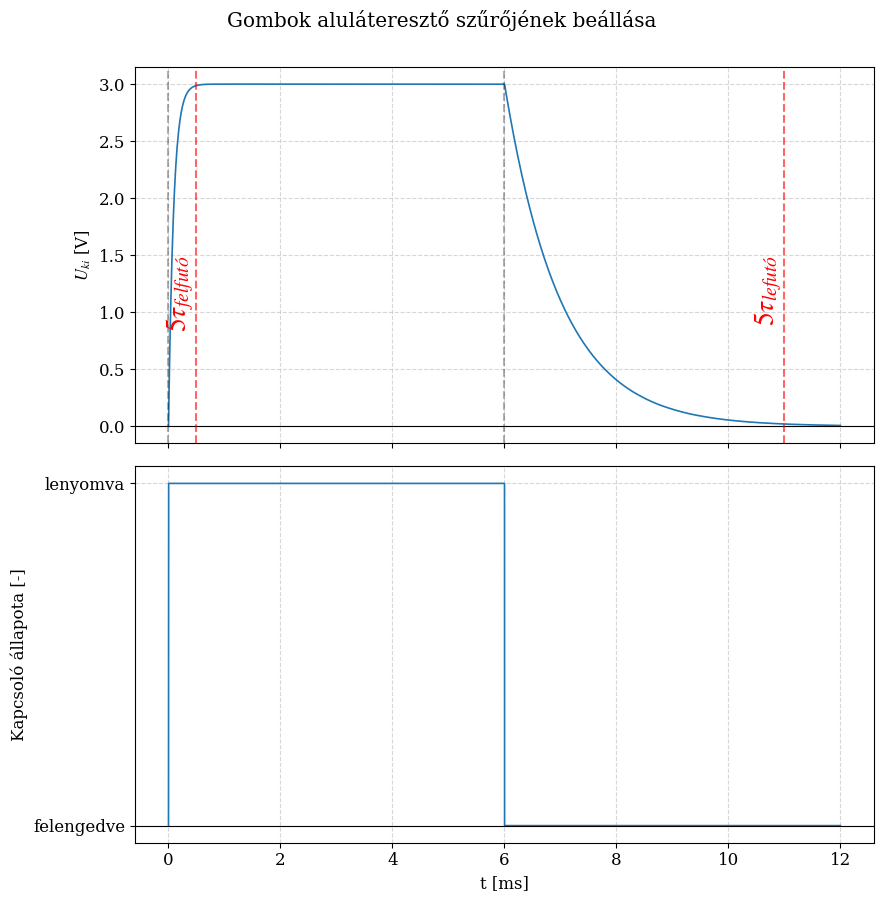 Gombok aluláteresztő szűrőjének beállása
3.0
2.5
2.0
1.5
1.0
0.5
0.0
U_ki [V]
5τ_felfutó
5τ_lefutó
lenyomva
felengedve
Kapcsoló állapota [-]
0 2 4 6 8 10 12
t [ms]